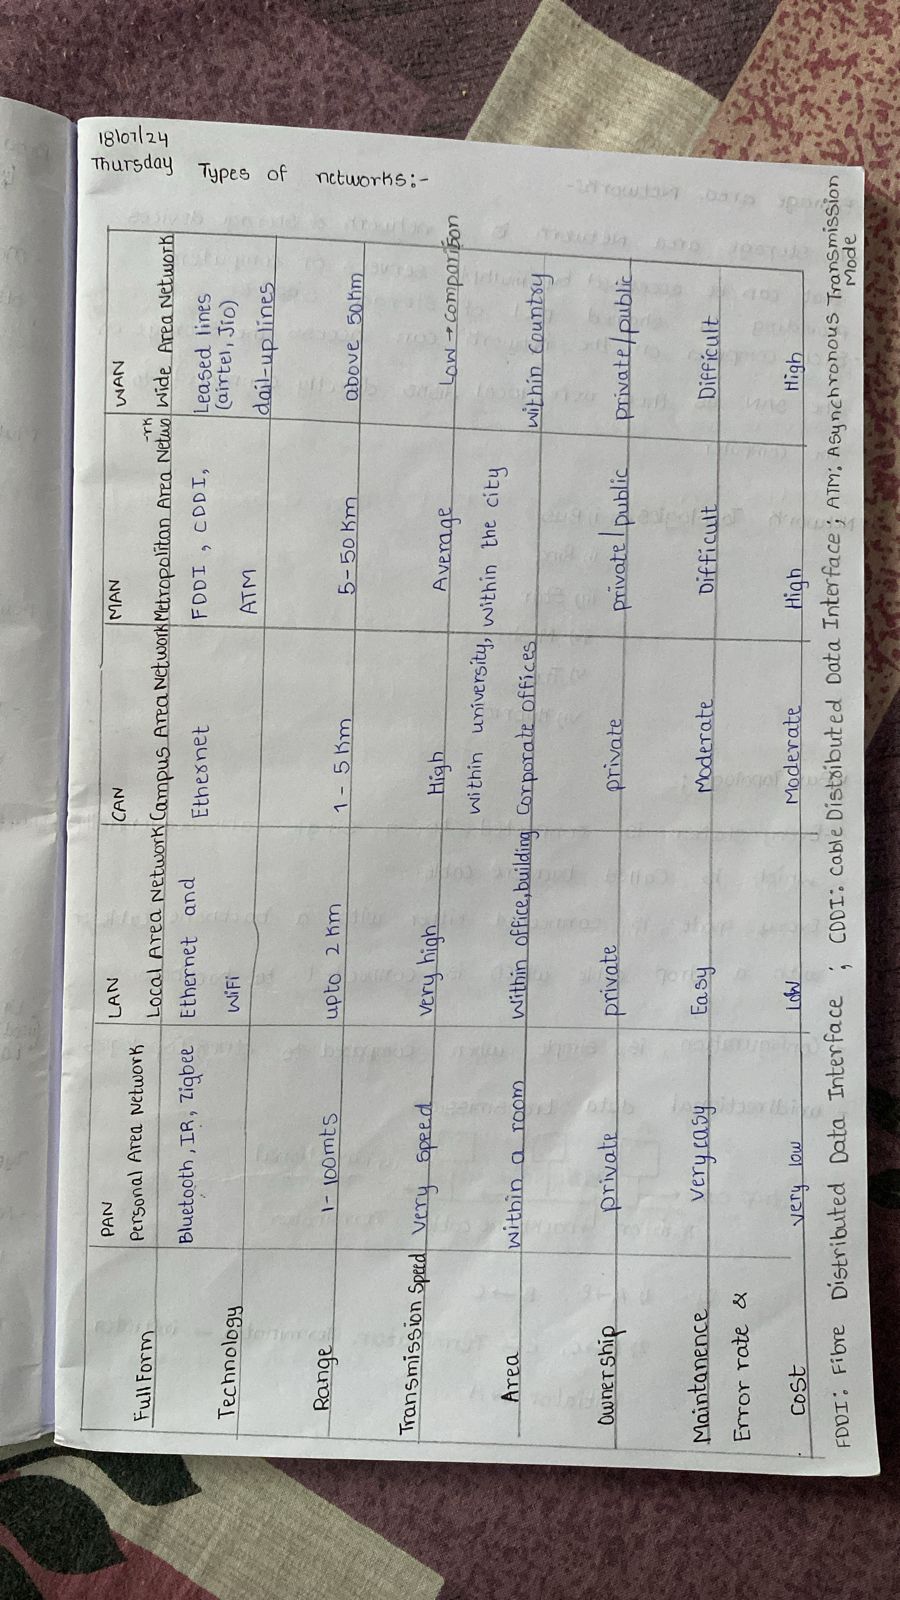 18/07/24
Thursday Types of networks:-
PAN LAN CAN MAN WAN
Full Form Personal Area Network Local Area Network Campus Area Network Metropolitan Area Netwo-rk Wide Area Network
Technology Bluetooth, IR, Zigbee Ethernet and WiFi Ethernet FDDI, CDDI, ATM Leased lines (airtel, Jio) dail-up lines
Range 1-100mts upto 2 Km 1-5 Km 5-50 Km above 50Km
Transmission Speed very speed very high High Average Low → comparison
Area within a room within office, building within university, corporate offices within the city within country
Ownership private private private private/public private/public
Maintanence very easy Easy Moderate Difficult Difficult
Error rate & cost very low Low Moderate High High
FDDI: Fibre Distributed Data Interface ; CDDI: Cable Distributed Data Interface ; ATM: Asynchronous Transmission
Mode